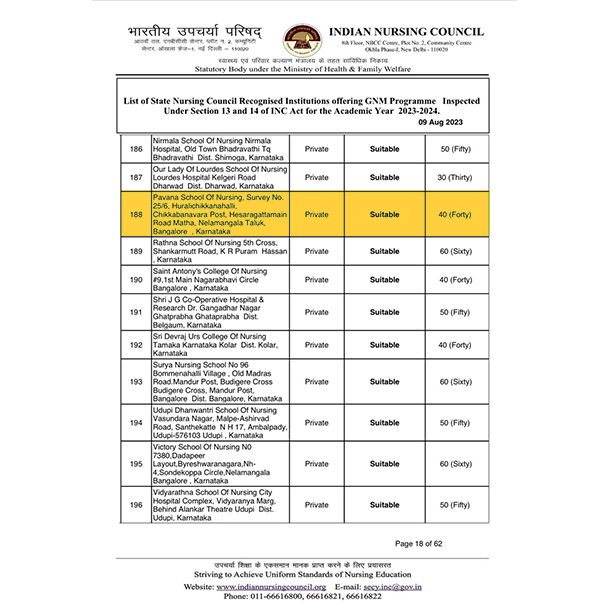 भारतीय उपचर्या परिषद्
आठवाँ तल, एनबीसीसी सेन्टर, प्लॉट न. 2, कम्यूनिटी
सेन्टर, ओखला फेज-1, नई दिल्ली - 110020
INDIAN NURSING COUNCIL
8th Floor, NBCC Centre, Plot No. 2, Community Centre
Okhla Phase-I, New Delhi - 110020
स्वास्थ्य एवं परिवार कल्याण मंत्रालय के तहत सांविधिक निकाय
Statutory Body under the Ministry of Health & Family Welfare
List of State Nursing Council Recognised Institutions offering GNM Programme Inspected
Under Section 13 and 14 of INC Act for the Academic Year 2023-2024.
09 Aug 2023
186 Nirmala School Of Nursing Nirmala Private Suitable 50 (Fifty)
Hospital, Old Town Bhadravathi Tq
Bhadravathi Dist. Shimoga, Karnataka
187 Our Lady Of Lourdes School Of Nursing Private Suitable 30 (Thirty)
Lourdes Hospital Kelgeri Road
Dharwad Dist. Dharwad, Karnataka
188 Pavana School Of Nursing, Survey No. Private Suitable 40 (Forty)
25/6, Huralichikkanahalli,
Chikkabanavara Post, Hesaragattamain
Road Matha, Nelamangala Taluk,
Bangalore , Karnataka
189 Rathna School Of Nursing 5th Cross, Private Suitable 60 (Sixty)
Shankarmutt Road, K R Puram Hassan
, Karnataka
190 Saint Antony's College Of Nursing Private Suitable 40 (Forty)
#9,1st Main Nagarabhavi Circle
Bangalore , Karnataka
191 Shri J G Co-Operative Hospital & Private Suitable 50 (Fifty)
Research Dr. Gangadhar Nagar
Ghatprabha Ghataprabha Dist.
Belgaum, Karnataka
192 Sri Devraj Urs College Of Nursing Private Suitable 40 (Forty)
Tamaka Karnataka Kolar Dist. Kolar,
Karnataka
193 Surya Nursing School No 96 Private Suitable 60 (Sixty)
Bommenahalli Village , Old Madras
Road.Mandur Post, Budigere Cross
Budigere Cross, Mandur Post,
Bangalore Dist. Bangalore, Karnataka
194 Udupi Dhanwantri School Of Nursing Private Suitable 50 (Fifty)
Vasundara Nagar, Malpe-Ashirvad
Road, Santhekatte N H 17, Ambalpady,
Udupi-576103 Udupi , Karnataka
195 Victory School Of Nursing N0 Private Suitable 60 (Sixty)
7380,Dadapeer
Layout,Byreshwaranagara,Nh-
4,Sondekoppa Circle,Nelamangala
Bangalore , Karnataka
196 Vidyarathna School Of Nursing City Private Suitable 50 (Fifty)
Hospital Complex, Vidyaranya Marg,
Behind Alankar Theatre Udupi Dist.
Udupi, Karnataka
Page 18 of 62
उपचर्या शिक्षा के एकसमान मानक प्राप्त करने के लिए प्रयासरत
Striving to Achieve Uniform Standards of Nursing Education
Website: www.indiannursingcouncil.org E-mail: secy.inc@gov.in
Phone: 011-66616800, 66616821, 66616822